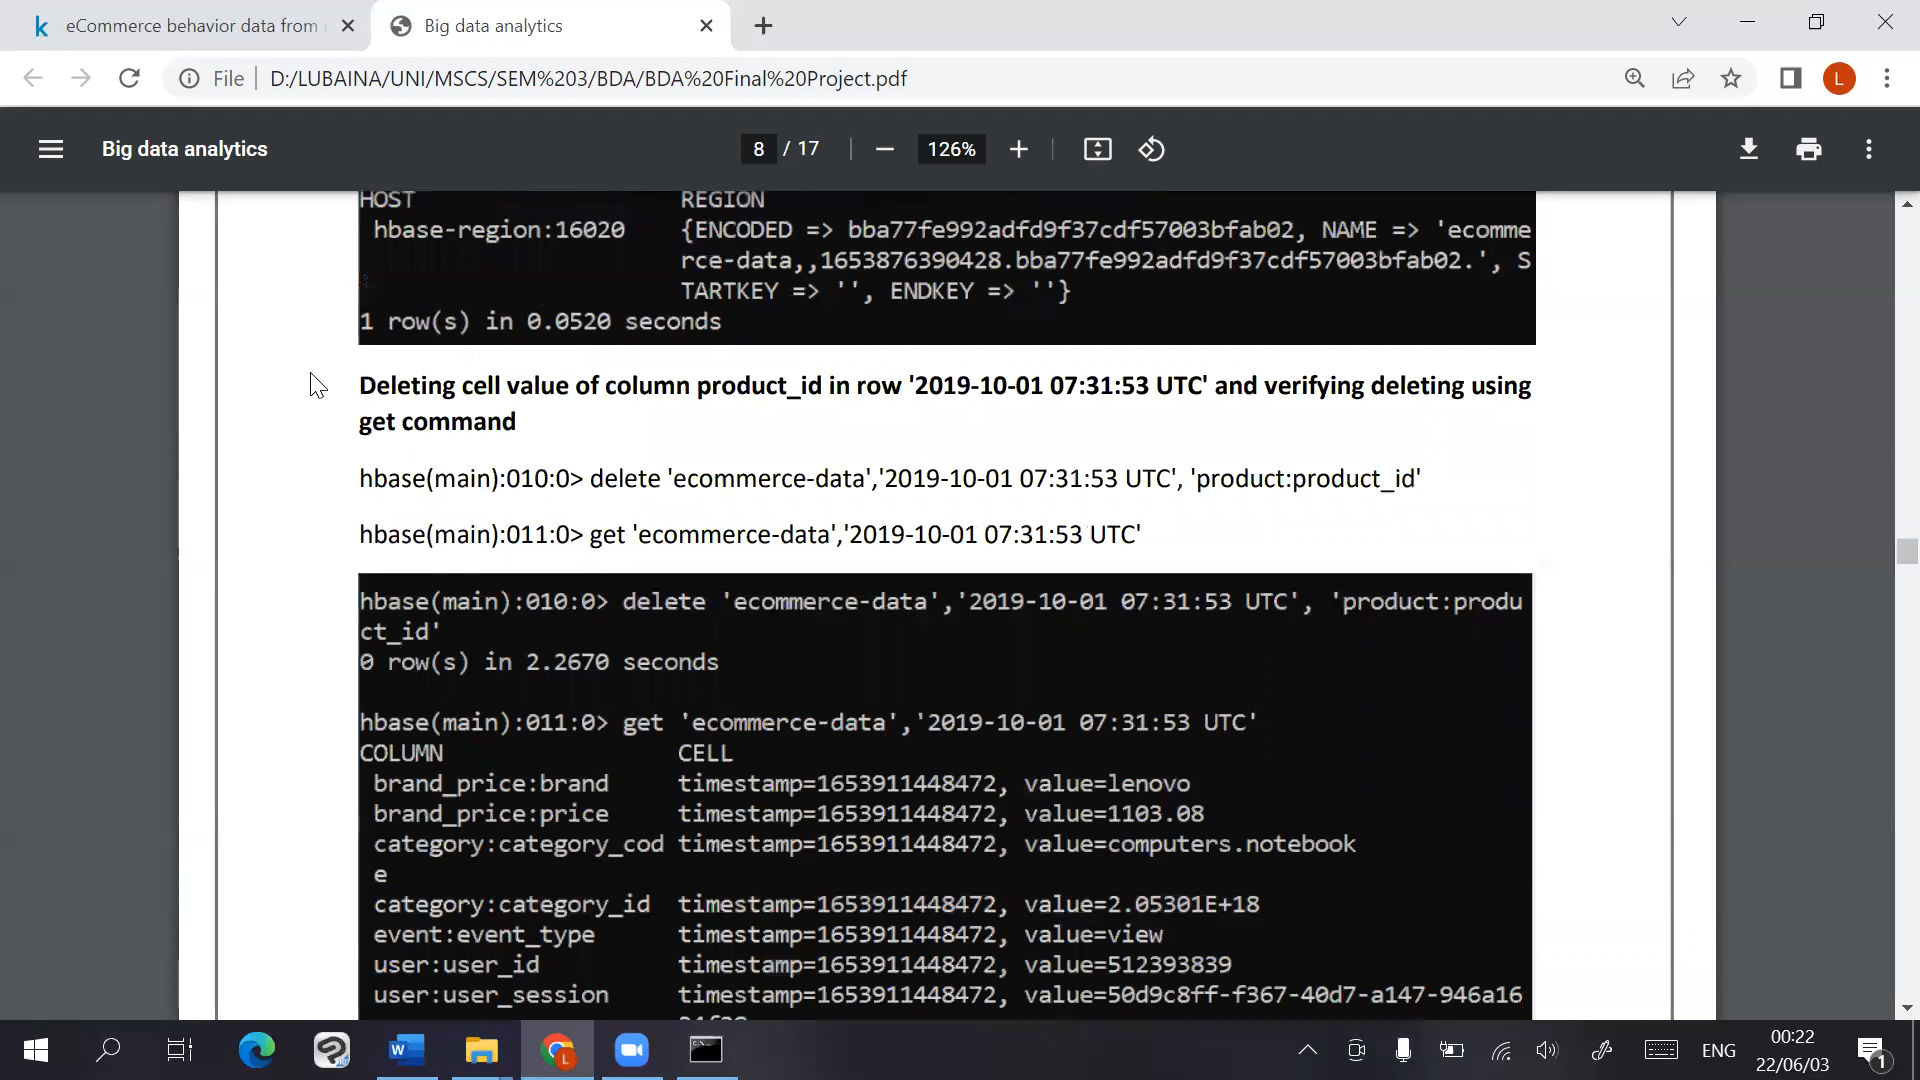 eCommerce behavior data from
Big data analytics
File
D:/LUBAINA/UNI/MSCS/SEM%203/BDA/BDA%20Final%20Project.pdf
L
Big data analytics
8 / 17
126%
HOST REGION
hbase-region:16020 {ENCODED => bba77fe992adfd9f37cdf57003bfab02, NAME => 'ecomme
rce-data,,1653876390428.bba77fe992adfd9f37cdf57003bfab02.', S
TARTKEY => '', ENDKEY => ''}
1 row(s) in 0.0520 seconds
Deleting cell value of column product_id in row '2019-10-01 07:31:53 UTC' and verifying deleting using
get command
hbase(main):010:0> delete 'ecommerce-data','2019-10-01 07:31:53 UTC', 'product:product_id'
hbase(main):011:0> get 'ecommerce-data','2019-10-01 07:31:53 UTC'
hbase(main):010:0> delete 'ecommerce-data','2019-10-01 07:31:53 UTC', 'product:produ
ct_id'
0 row(s) in 2.2670 seconds
hbase(main):011:0> get 'ecommerce-data','2019-10-01 07:31:53 UTC'
COLUMN CELL
brand_price:brand timestamp=1653911448472, value=lenovo
brand_price:price timestamp=1653911448472, value=1103.08
category:category_cod timestamp=1653911448472, value=computers.notebook
e
category:category_id timestamp=1653911448472, value=2.05301E+18
event:event_type timestamp=1653911448472, value=view
user:user_id timestamp=1653911448472, value=512393839
user:user_session timestamp=1653911448472, value=50d9c8ff-f367-40d7-a147-946a16
ENG
00:22
22/06/03
1